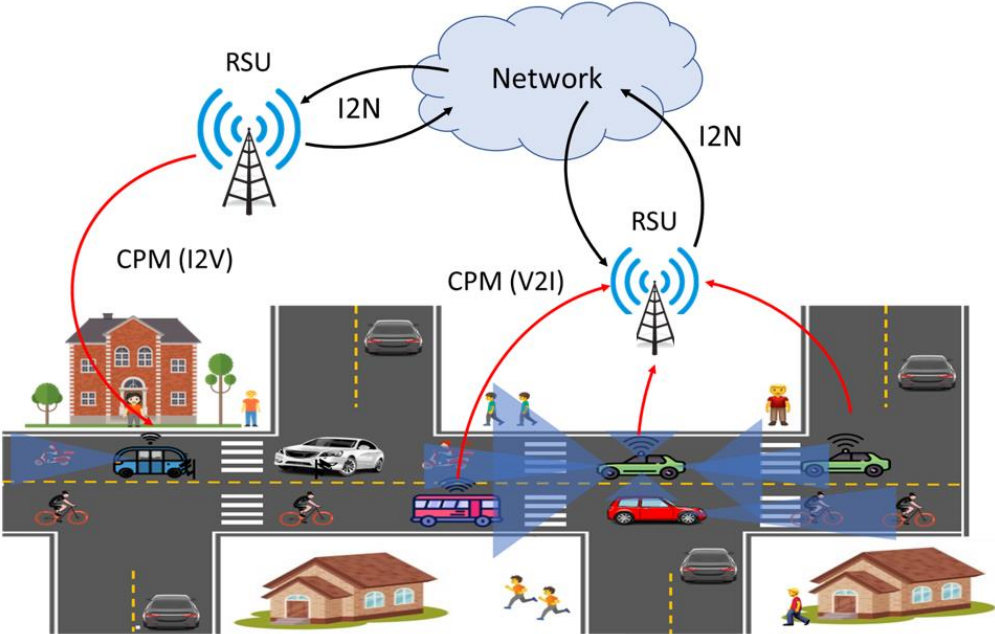 RSU
Network
I2N
I2N
RSU
CPM (I2V)
CPM (V2I)